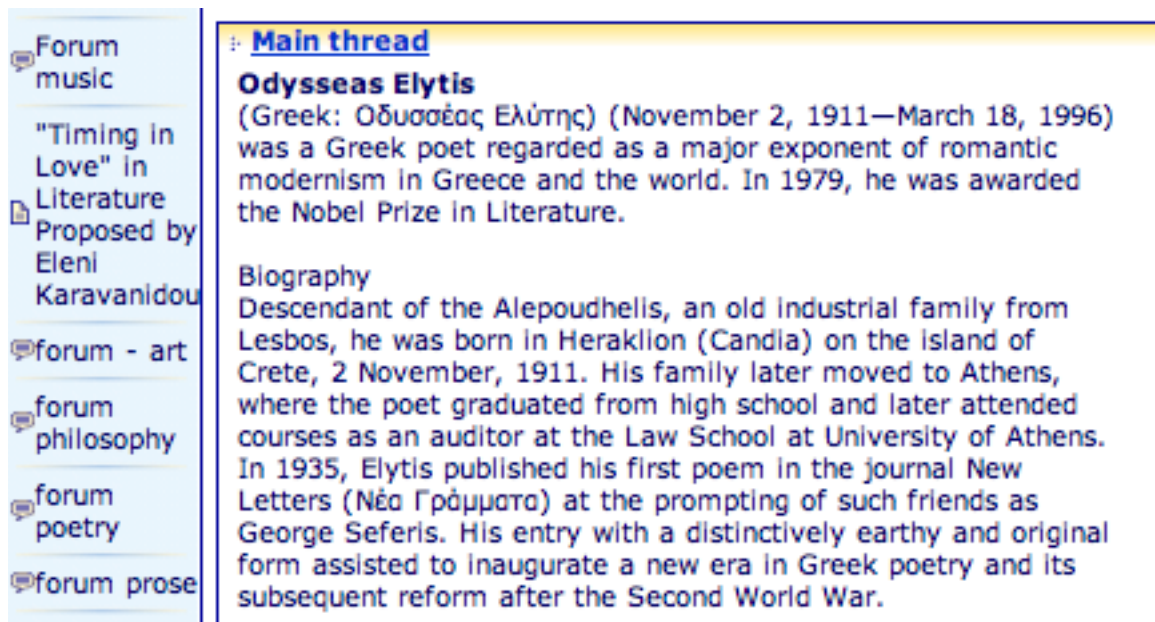 Forum
music
"Timing in
Love" in
Literature
Proposed by
Eleni
Karavanidou
forum - art
forum
philosophy
forum
poetry
forum prose
Main thread
Odysseas Elytis
(Greek: Οδυσσέας Ελύτης) (November 2, 1911—March 18, 1996)
was a Greek poet regarded as a major exponent of romantic
modernism in Greece and the world. In 1979, he was awarded
the Nobel Prize in Literature.
Biography
Descendant of the Alepoudhelis, an old industrial family from
Lesbos, he was born in Heraklion (Candia) on the island of
Crete, 2 November, 1911. His family later moved to Athens,
where the poet graduated from high school and later attended
courses as an auditor at the Law School at University of Athens.
In 1935, Elytis published his first poem in the journal New
Letters (Νέα Γράμματα) at the prompting of such friends as
George Seferis. His entry with a distinctively earthy and original
form assisted to inaugurate a new era in Greek poetry and its
subsequent reform after the Second World War.